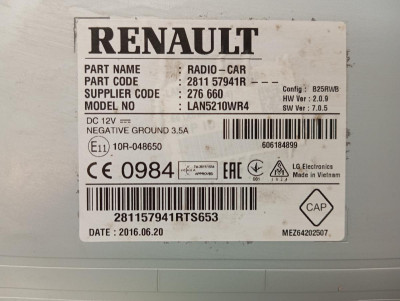 RENAULT
PART NAME : RADIO-CAR
PART CODE : 281157941R ---
SUPPLIER CODE : 276 660
MODEL NO : LAN5210WR4
Config : B25RWB
HW Ver : 2.0.9
SW Ver : 7.0.5
DC 12V
NEGATIVE GROUND 3.5A
E11 10R-048650
606184899
CE 0984
EAC
LG Electronics
Made in Vietnam
281157941RTS653
CAP
DATE : 2016.06.20
MEZ64202507